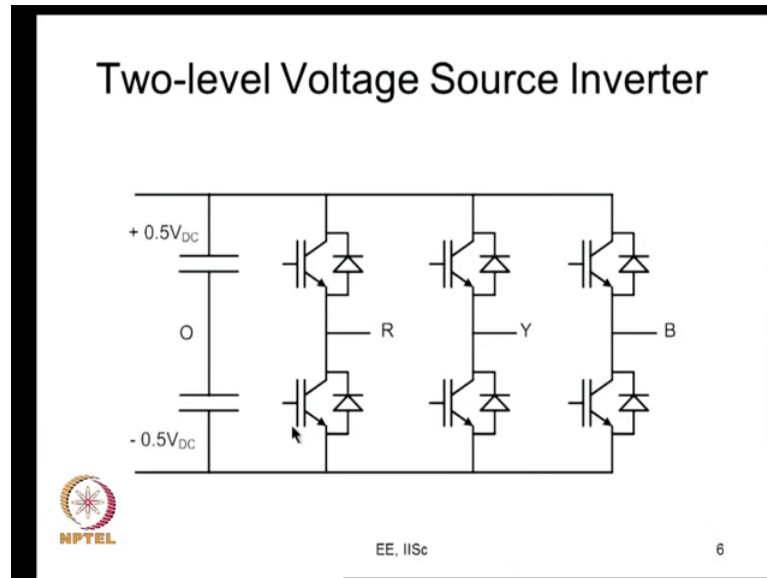 Two-level Voltage Source Inverter
+ 0.5VDC
O
R
Y
B
- 0.5VDC
NPTEL
EE, IISc
6